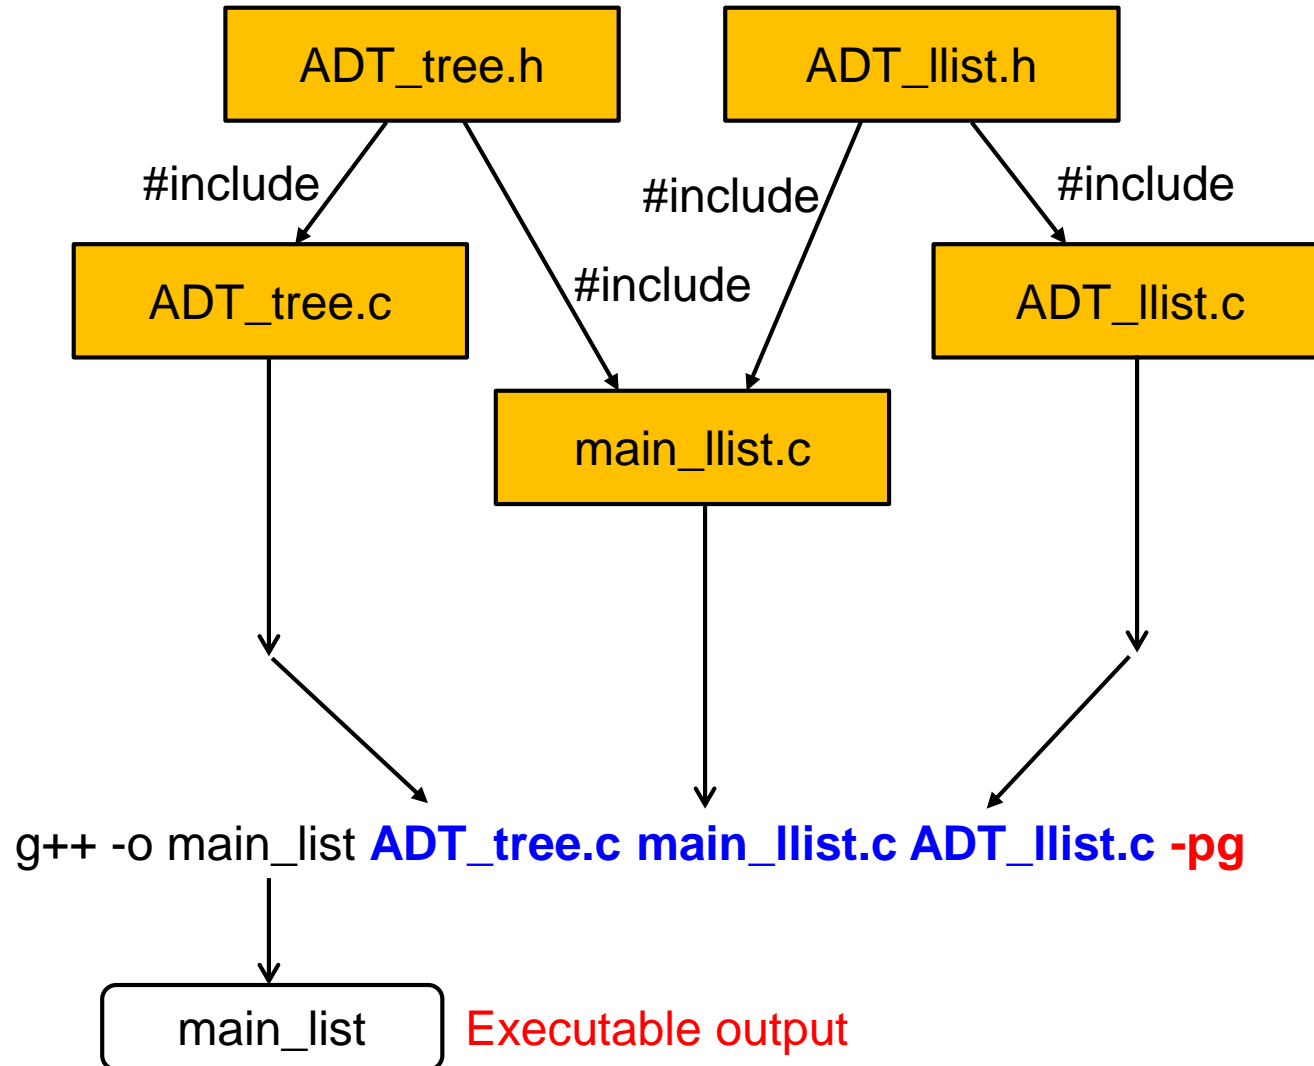 ADT_tree.h
ADT_llist.h
#include
#include
#include
#include
ADT_tree.c
ADT_llist.c
main_llist.c
g++ -o main_list ADT_tree.c main_llist.c ADT_llist.c -pg
main_list
Executable output